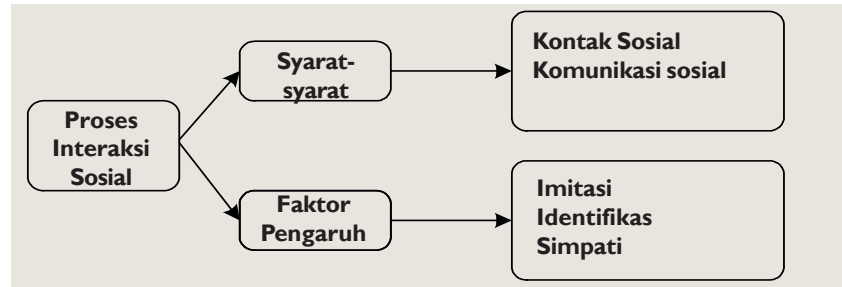 Proses
Interaksi
Sosial
Syarat-
syarat
Kontak Sosial
Komunikasi sosial
Faktor
Pengaruh
Imitasi
Identifikas
Simpati